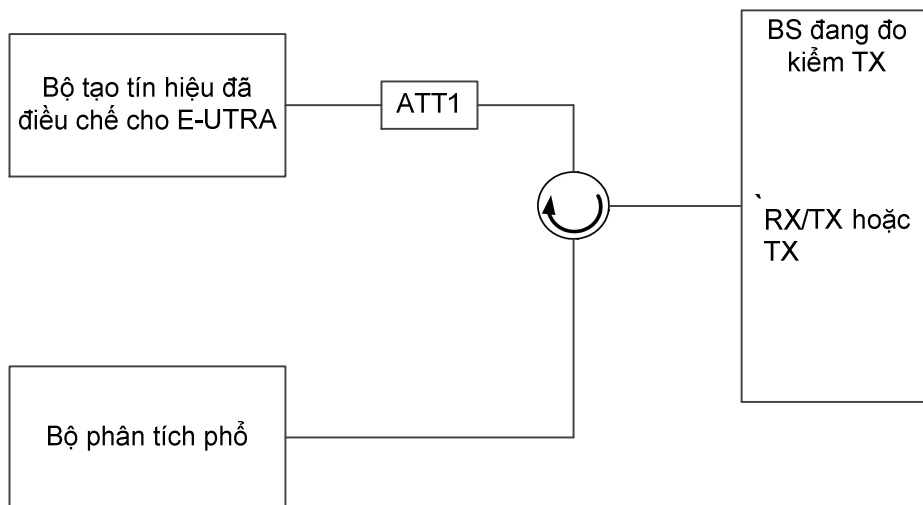 Bộ tạo tín hiệu đã
điều chế cho E-UTRA
ATT1
BS đang đo
kiểm TX
`
RX/TX hoặc
TX
Bộ phân tích phổ